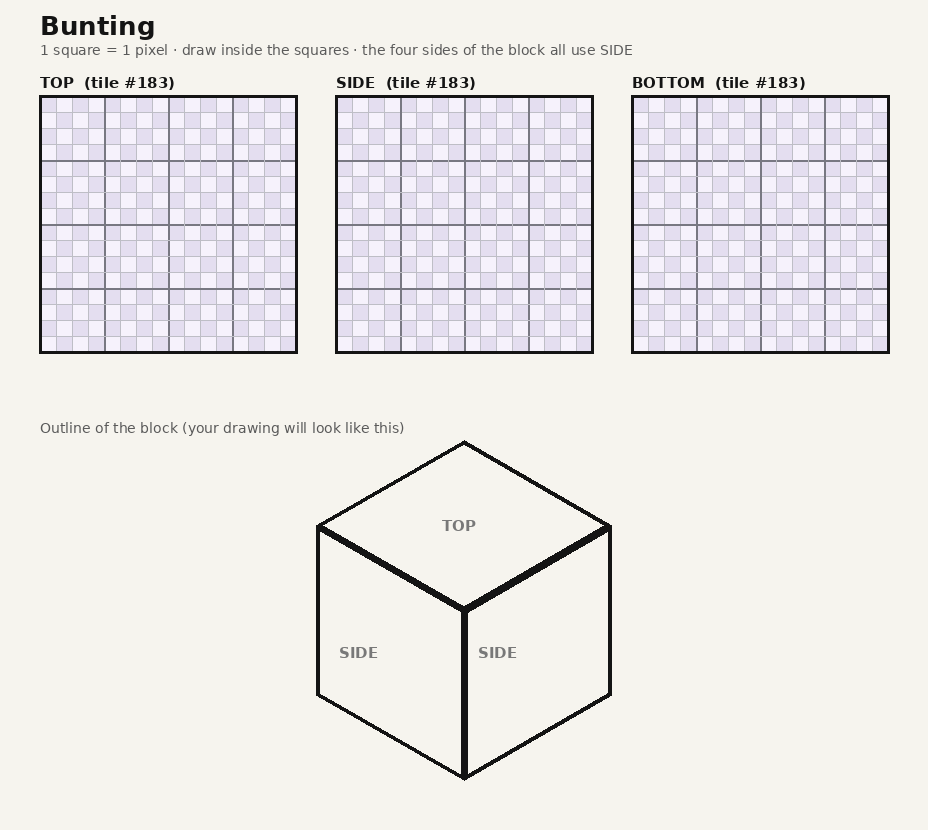 Bunting
1 square = 1 pixel · draw inside the squares · the four sides of the block all use SIDE
TOP (tile #183)
SIDE (tile #183)
BOTTOM (tile #183)
Outline of the block (your drawing will look like this)
TOP
SIDE
SIDE